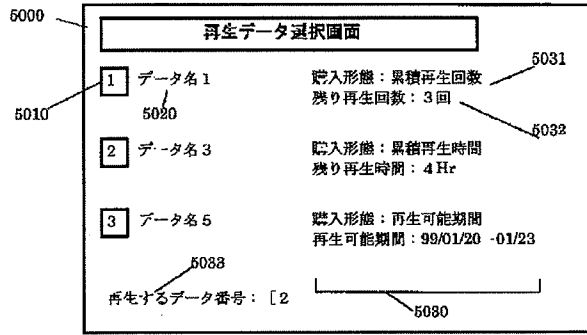 5000
再生データ選択画面
5031
1 データ名1 購入形態：累積再生回数
5010 5020 残り再生回数：3回
5032
2 データ名3 購入形態：累積再生時間
残り再生時間：4Hr
3 データ名5 購入形態：再生可能期間
再生可能期間：99/01/20 -01/23
5033
再生するデータ番号：［2
5030